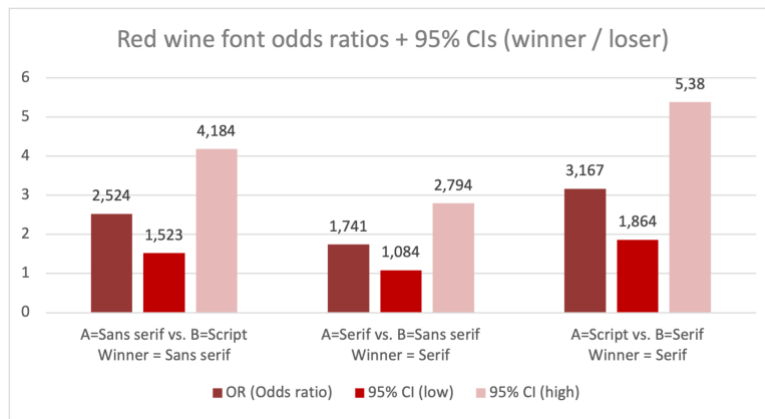 Red wine font odds ratios + 95% CIs (winner / loser)
6
5
4
3
2
1
0
2,524
1,523
4,184
1,741
1,084
2,794
3,167
1,864
5,38
A=Sans serif vs. B=Script
Winner = Sans serif
A=Serif vs. B=Sans serif
Winner = Serif
A=Script vs. B=Serif
Winner = Serif
OR (Odds ratio) 95% CI (low) 95% CI (high)